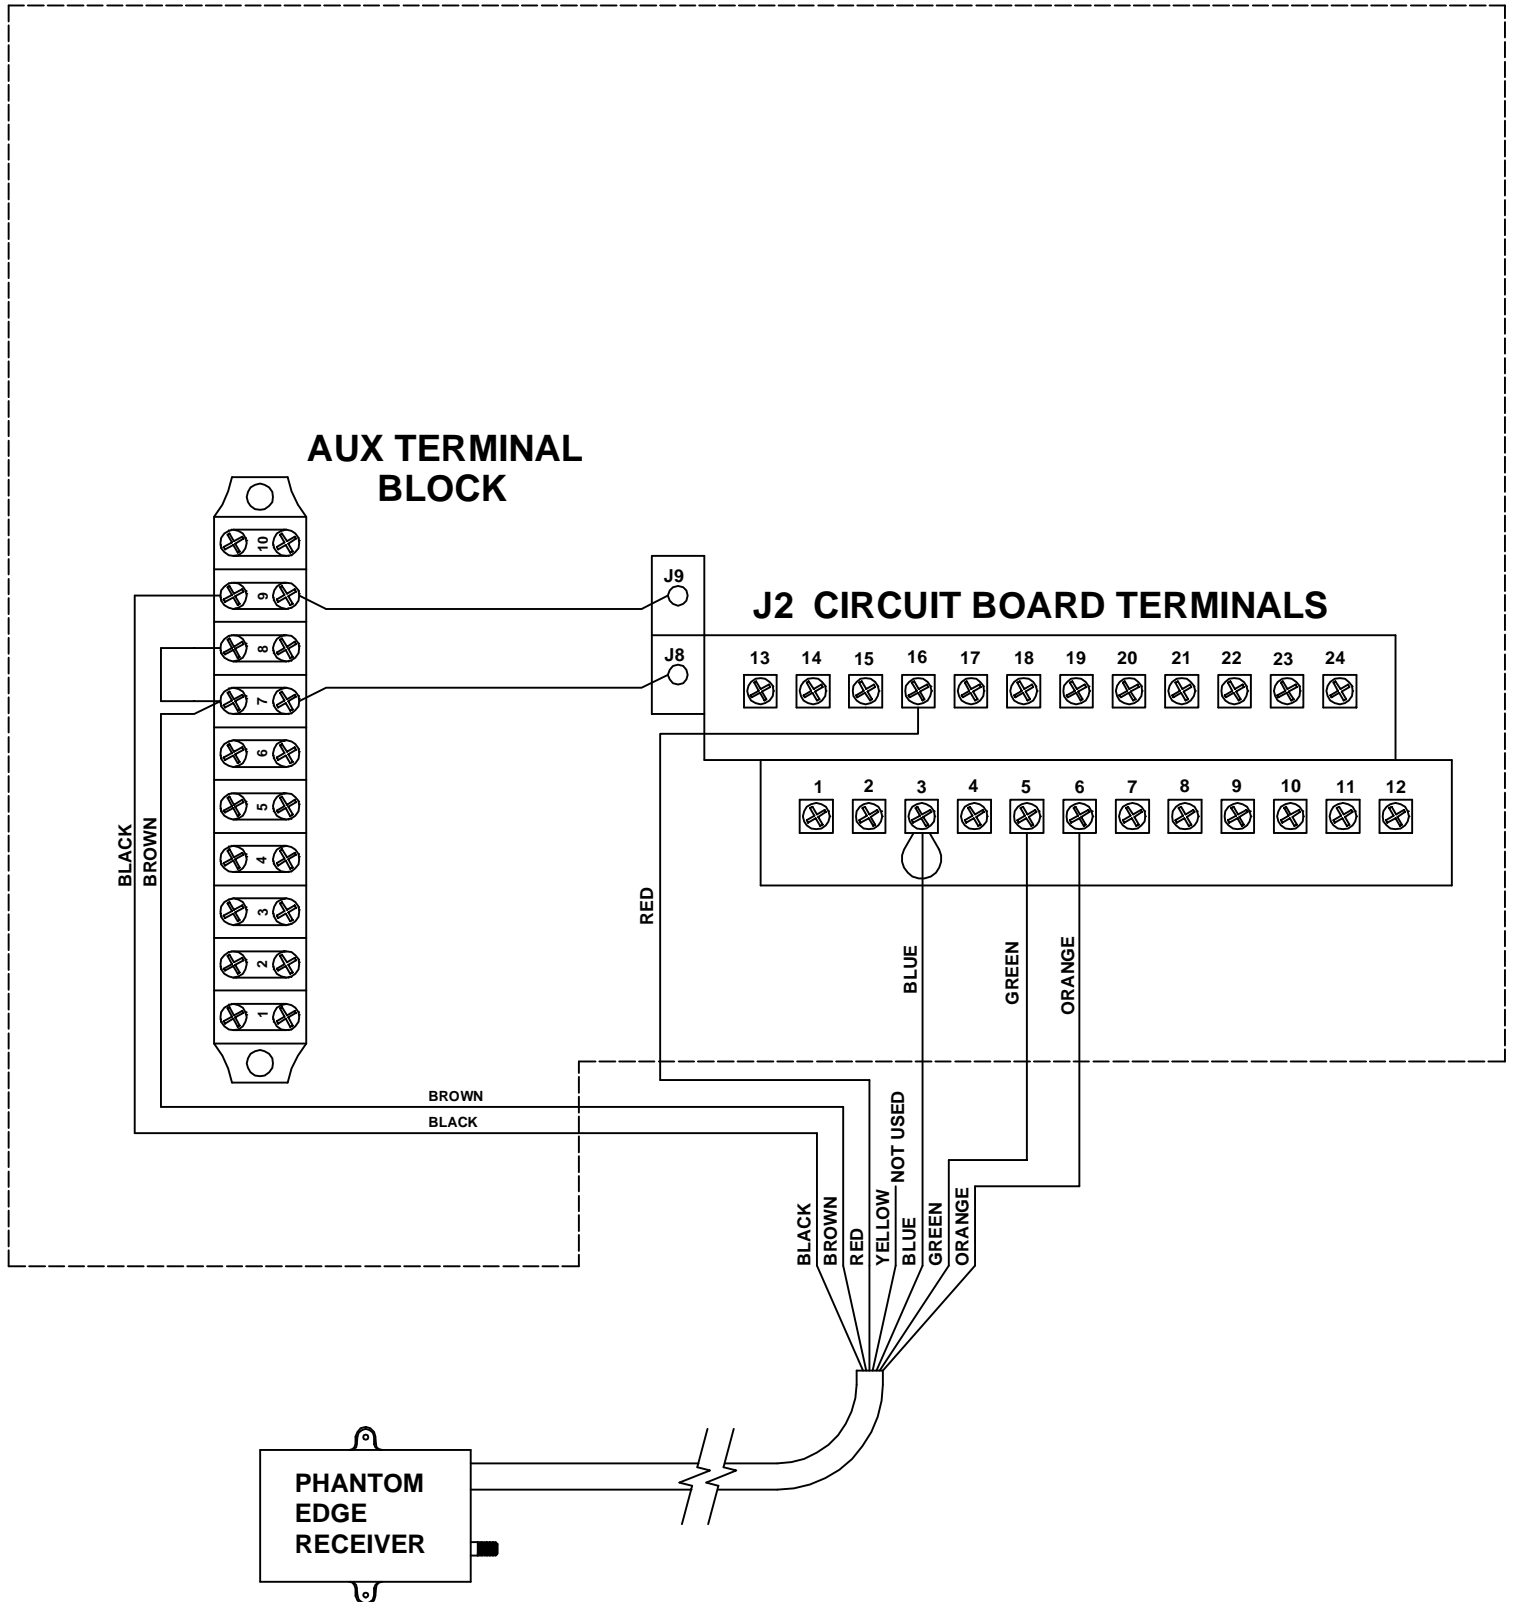 AUX TERMINAL
BLOCK
10
9
8
7
6
5
4
3
2
1
J9
J8
J2 CIRCUIT BOARD TERMINALS
13 14 15 16 17 18 19 20 21 22 23 24
1 2 3 4 5 6 7 8 9 10 11 12
BLACK
BROWN
RED
BLUE
GREEN
ORANGE
BROWN
BLACK
NOT USED
BLACK
BROWN
RED
YELLOW
BLUE
GREEN
ORANGE
PHANTOM
EDGE
RECEIVER